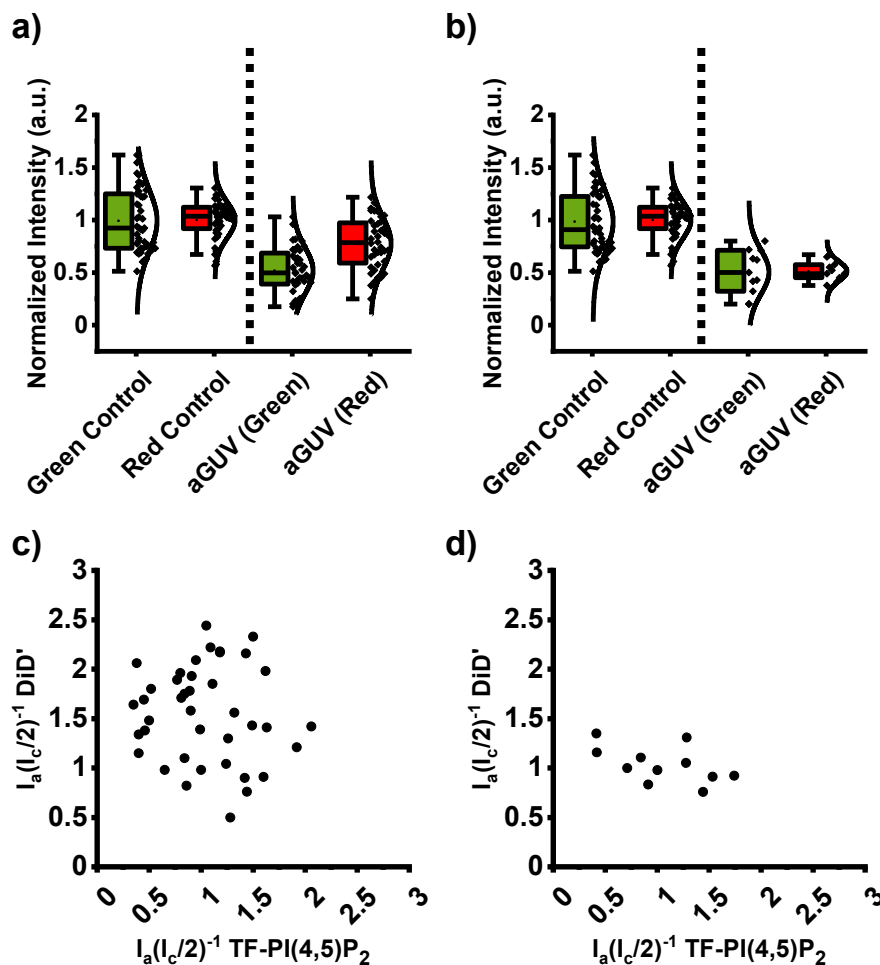 a)
Normalized Intensity (a.u.)
2
1.5
1
0.5
0
Green Control
Red Control
aGUV (Green)
aGUV (Red)
b)
Normalized Intensity (a.u.)
2
1.5
1
0.5
0
Green Control
Red Control
aGUV (Green)
aGUV (Red)
c)
Iₐ(I_c/2)⁻¹ DiD'
3
2.5
2
1.5
1
0.5
0
0 0.5 1 1.5 2 2.5 3
Iₐ(I_c/2)⁻¹ TF-PI(4,5)P₂
d)
Iₐ(I_c/2)⁻¹ DiD'
3
2.5
2
1.5
1
0.5
0
0 0.5 1 1.5 2 2.5 3
Iₐ(I_c/2)⁻¹ TF-PI(4,5)P₂